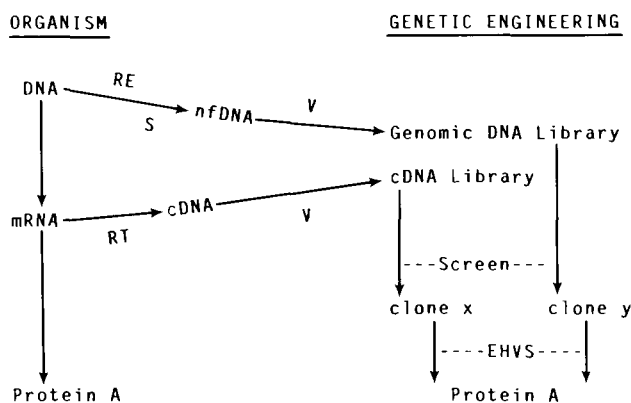 ORGANISM
GENETIC ENGINEERING
DNA
RE
S
nfDNA
V
Genomic DNA Library
cDNA Library
mRNA
RT
cDNA
V
---Screen---
clone x
clone y
----EHVS----
Protein A
Protein A